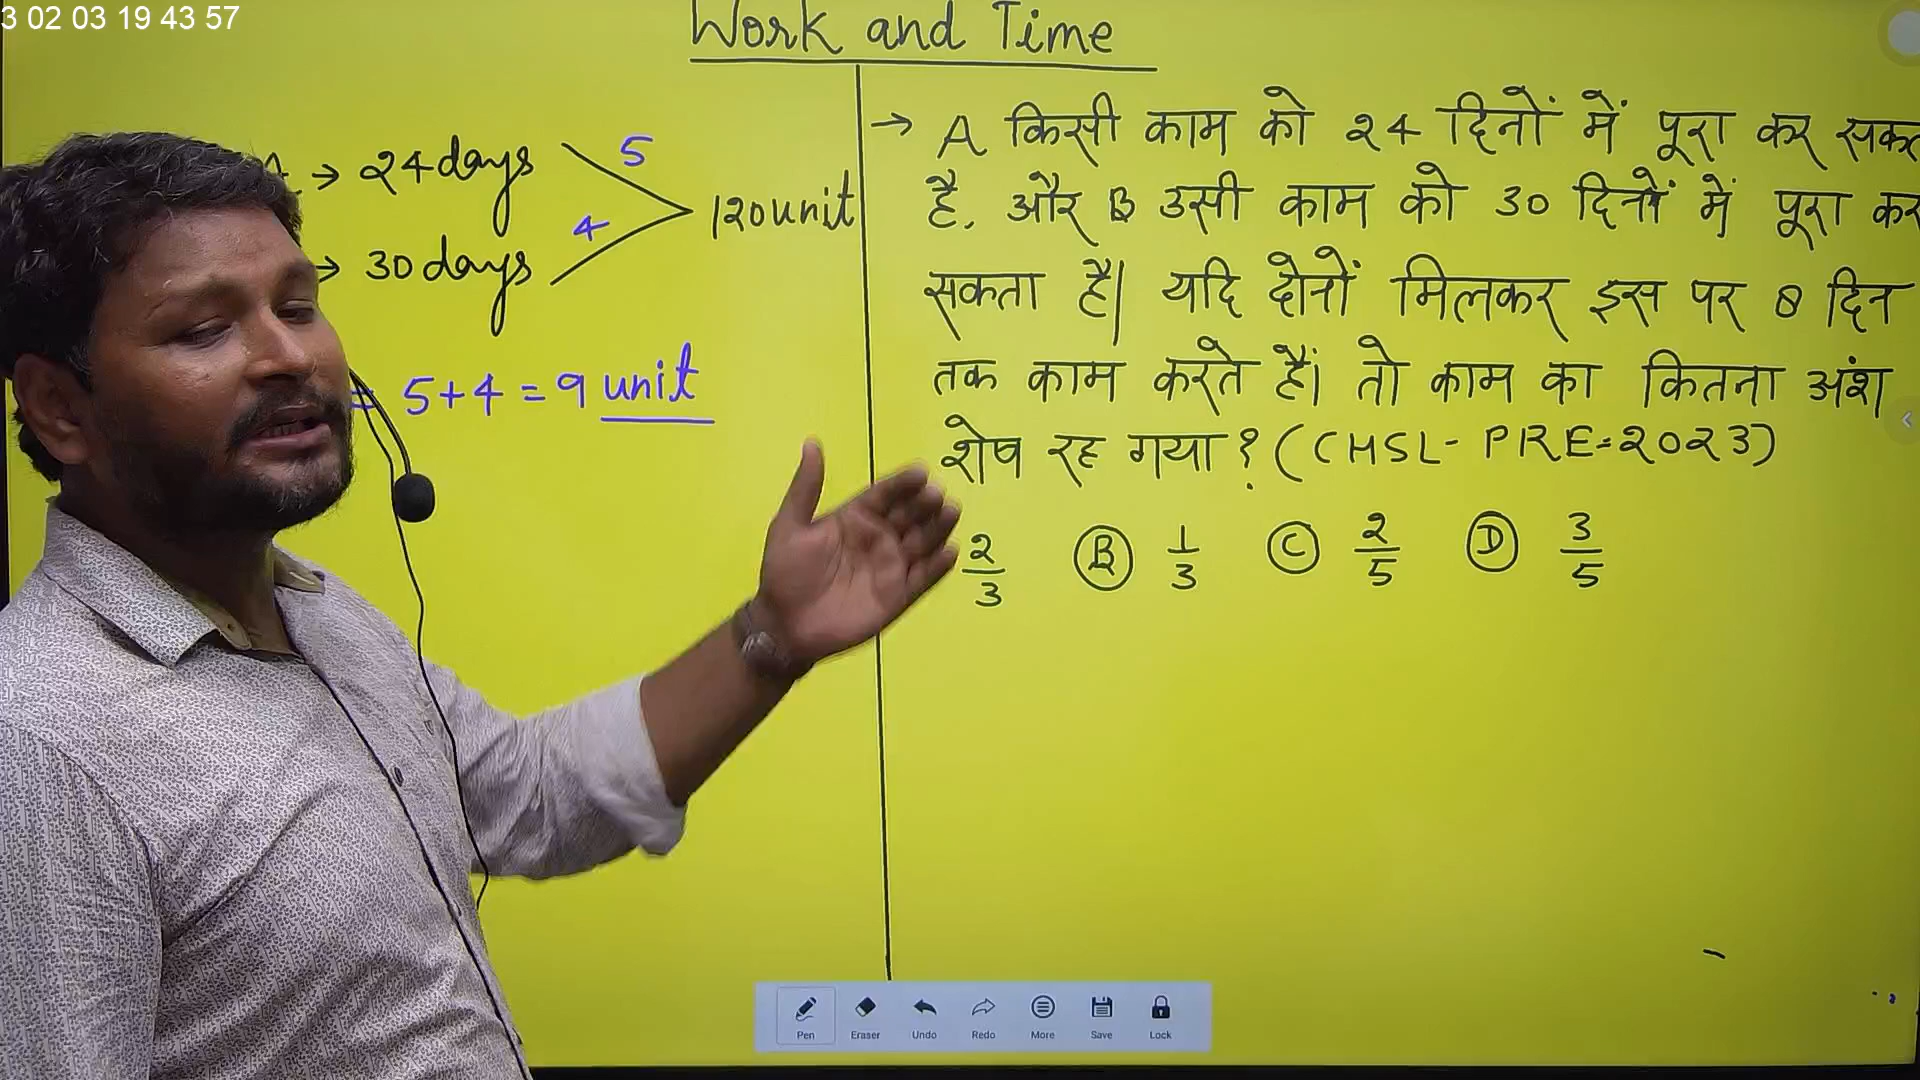 3 02 03 19 43 57
Work and Time
→ 24 days
5
120 unit
4
→ 30 days
= 5+4 = 9 unit
→ A किसी काम को 24 दिनों में पूरा कर सकत
है. और B उसी काम को 30 दिनों में पूरा कर
सकता है| यदि दोनों मिलकर इस पर 8 दिन
तक काम करते हैं। तो काम का कितना अंश
शेष रह गया? (CHSL- PRE-2023)
2/3 (B) 1/3 (C) 2/5 (D) 3/5
Pen Eraser Undo Redo More Save Lock